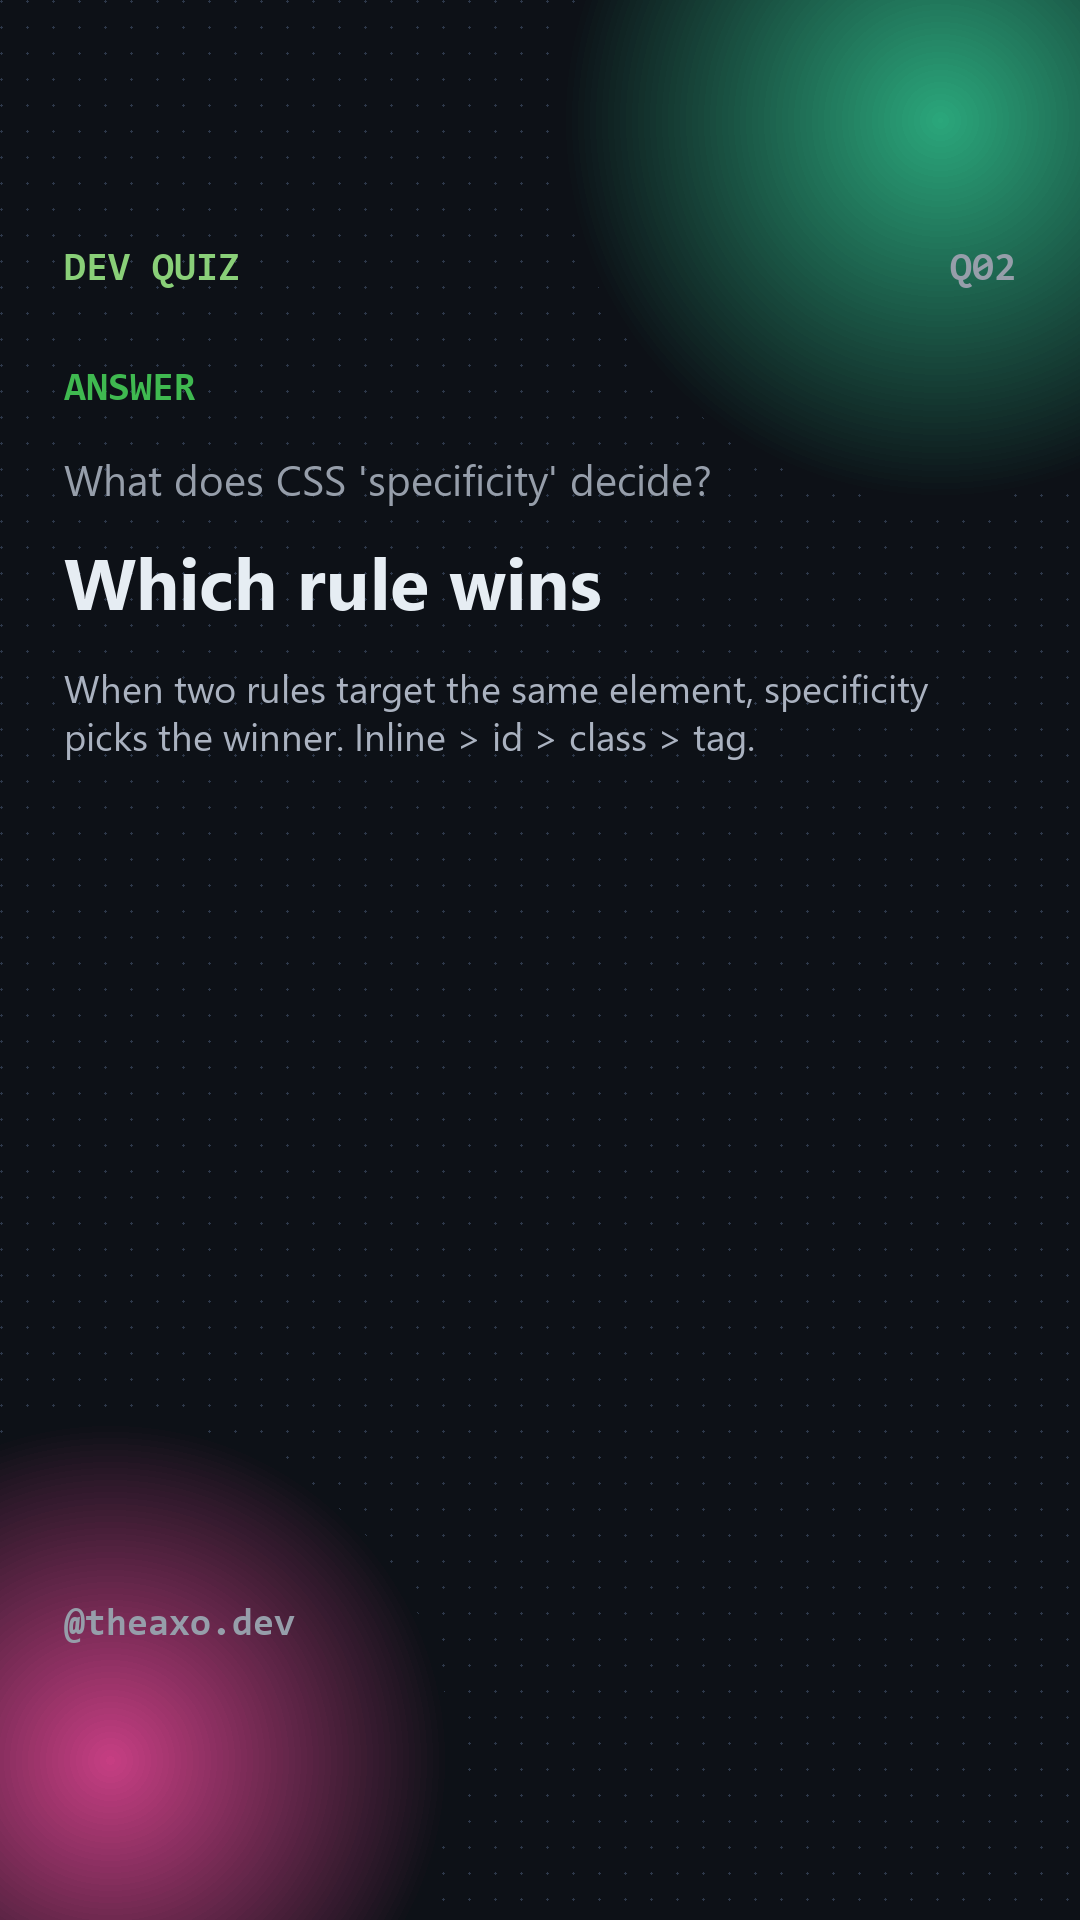 DEV QUIZ
Q02
ANSWER
What does CSS 'specificity' decide?
Which rule wins
When two rules target the same element, specificity
picks the winner. Inline > id > class > tag.
@theaxo.dev